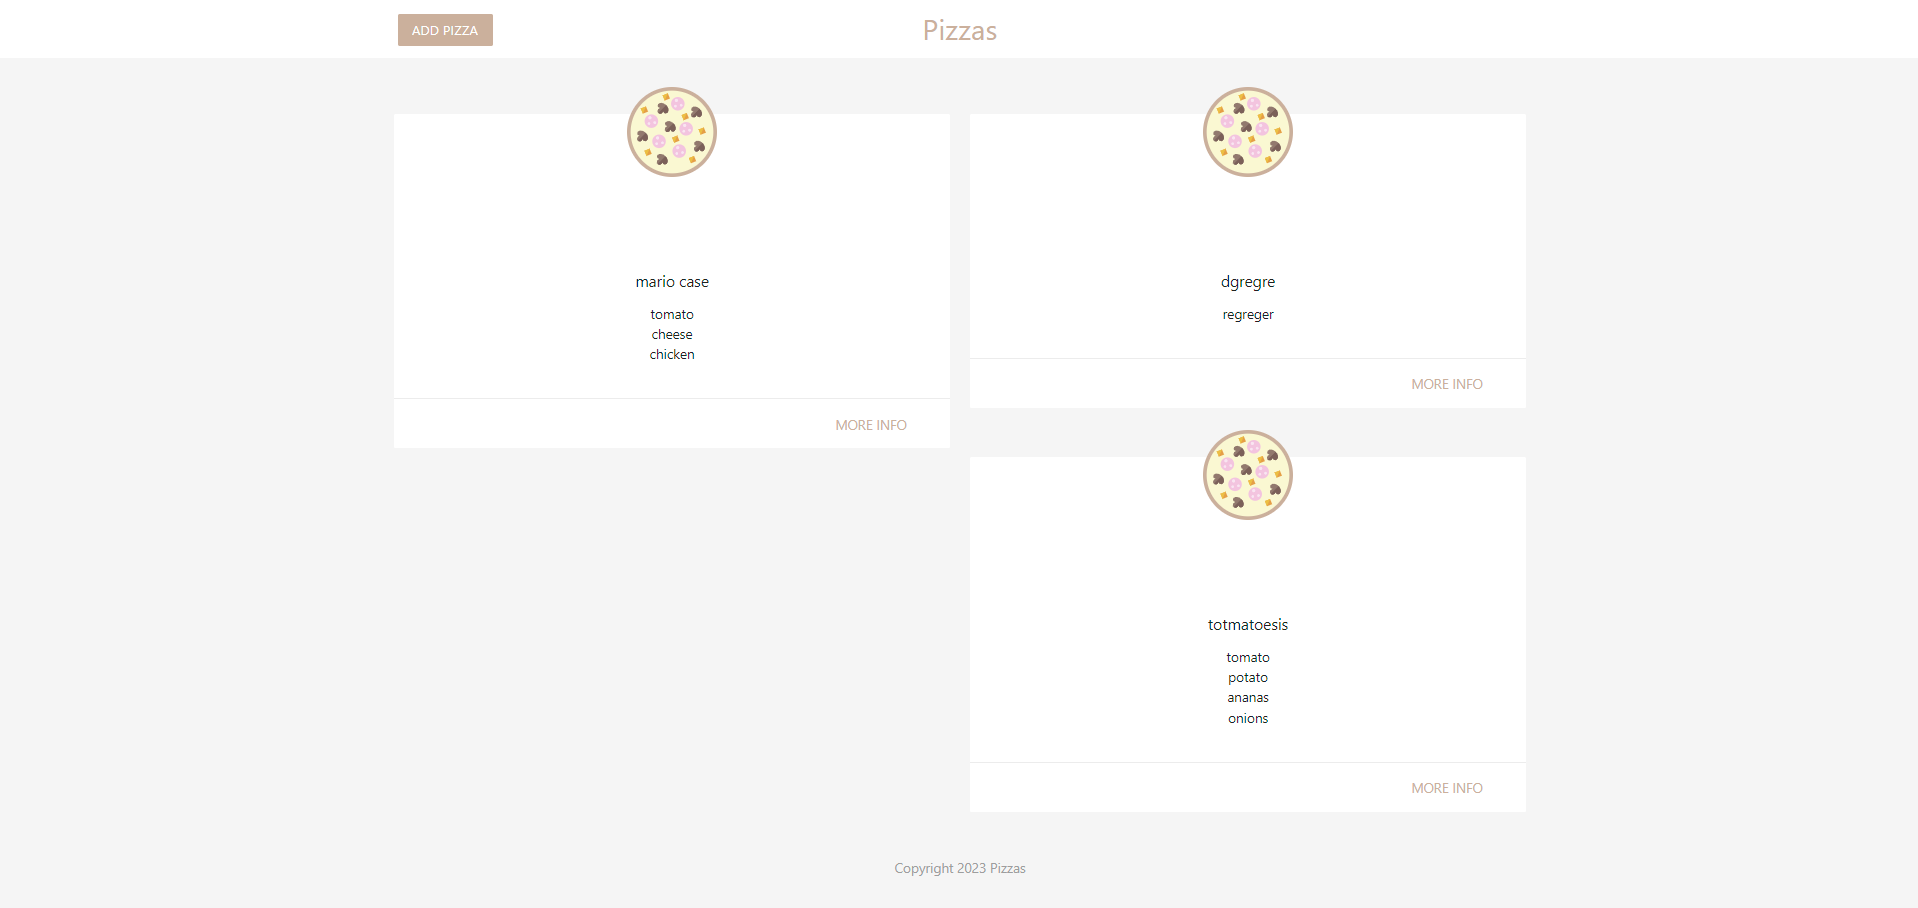 ADD PIZZA
Pizzas
mario case
tomato
cheese
chicken
MORE INFO
dgregre
regreger
MORE INFO
totmatoesis
tomato
potato
ananas
onions
MORE INFO
Copyright 2023 Pizzas